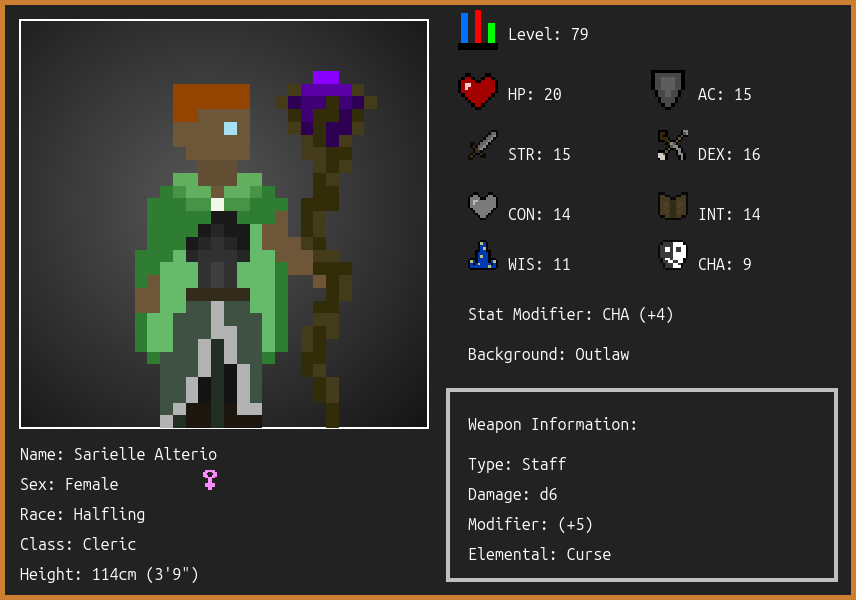 Level: 79
HP: 20
AC: 15
STR: 15
DEX: 16
CON: 14
INT: 14
WIS: 11
CHA: 9
Stat Modifier: CHA (+4)
Background: Outlaw
Weapon Information:
Type: Staff
Damage: d6
Modifier: (+5)
Elemental: Curse
Name: Sarielle Alterio
Sex: Female
Race: Halfling
Class: Cleric
Height: 114cm (3'9")